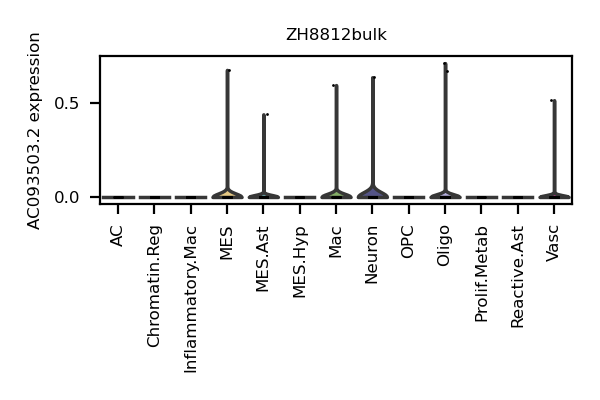 ZH8812bulk
AC093503.2 expression
0.5
0.0
AC
Chromatin.Reg
Inflammatory.Mac
MES
MES.Ast
MES.Hyp
Mac
Neuron
OPC
Oligo
Prolif.Metab
Reactive.Ast
Vasc